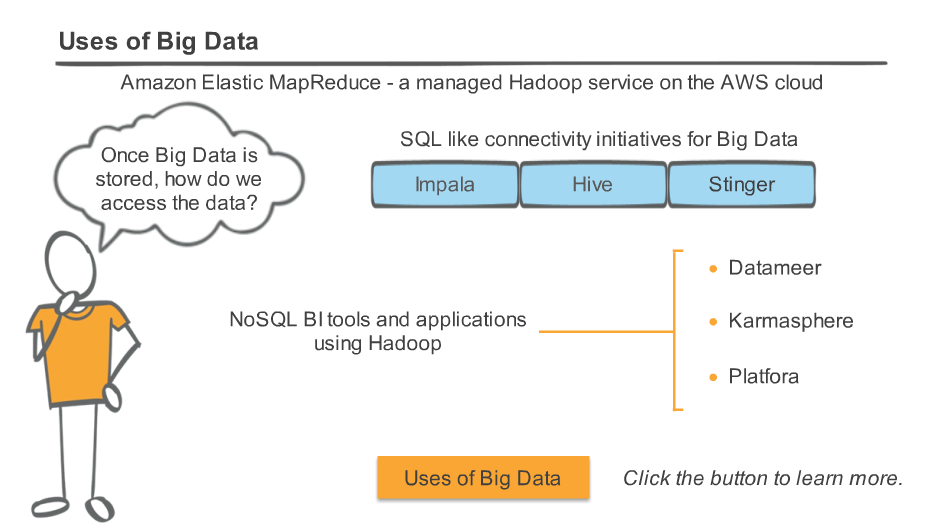 Uses of Big Data
Amazon Elastic MapReduce - a managed Hadoop service on the AWS cloud
Once Big Data is
stored, how do we
access the data?
SQL like connectivity initiatives for Big Data
Impala
Hive
Stinger
NoSQL BI tools and applications
using Hadoop
• Datameer
• Karmasphere
• Platfora
Uses of Big Data
Click the button to learn more.